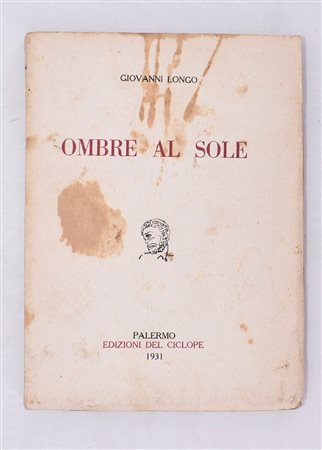 GIOVANNI LONGO
OMBRE AL SOLE
PALERMO
EDIZIONI DEL CICLOPE
1931